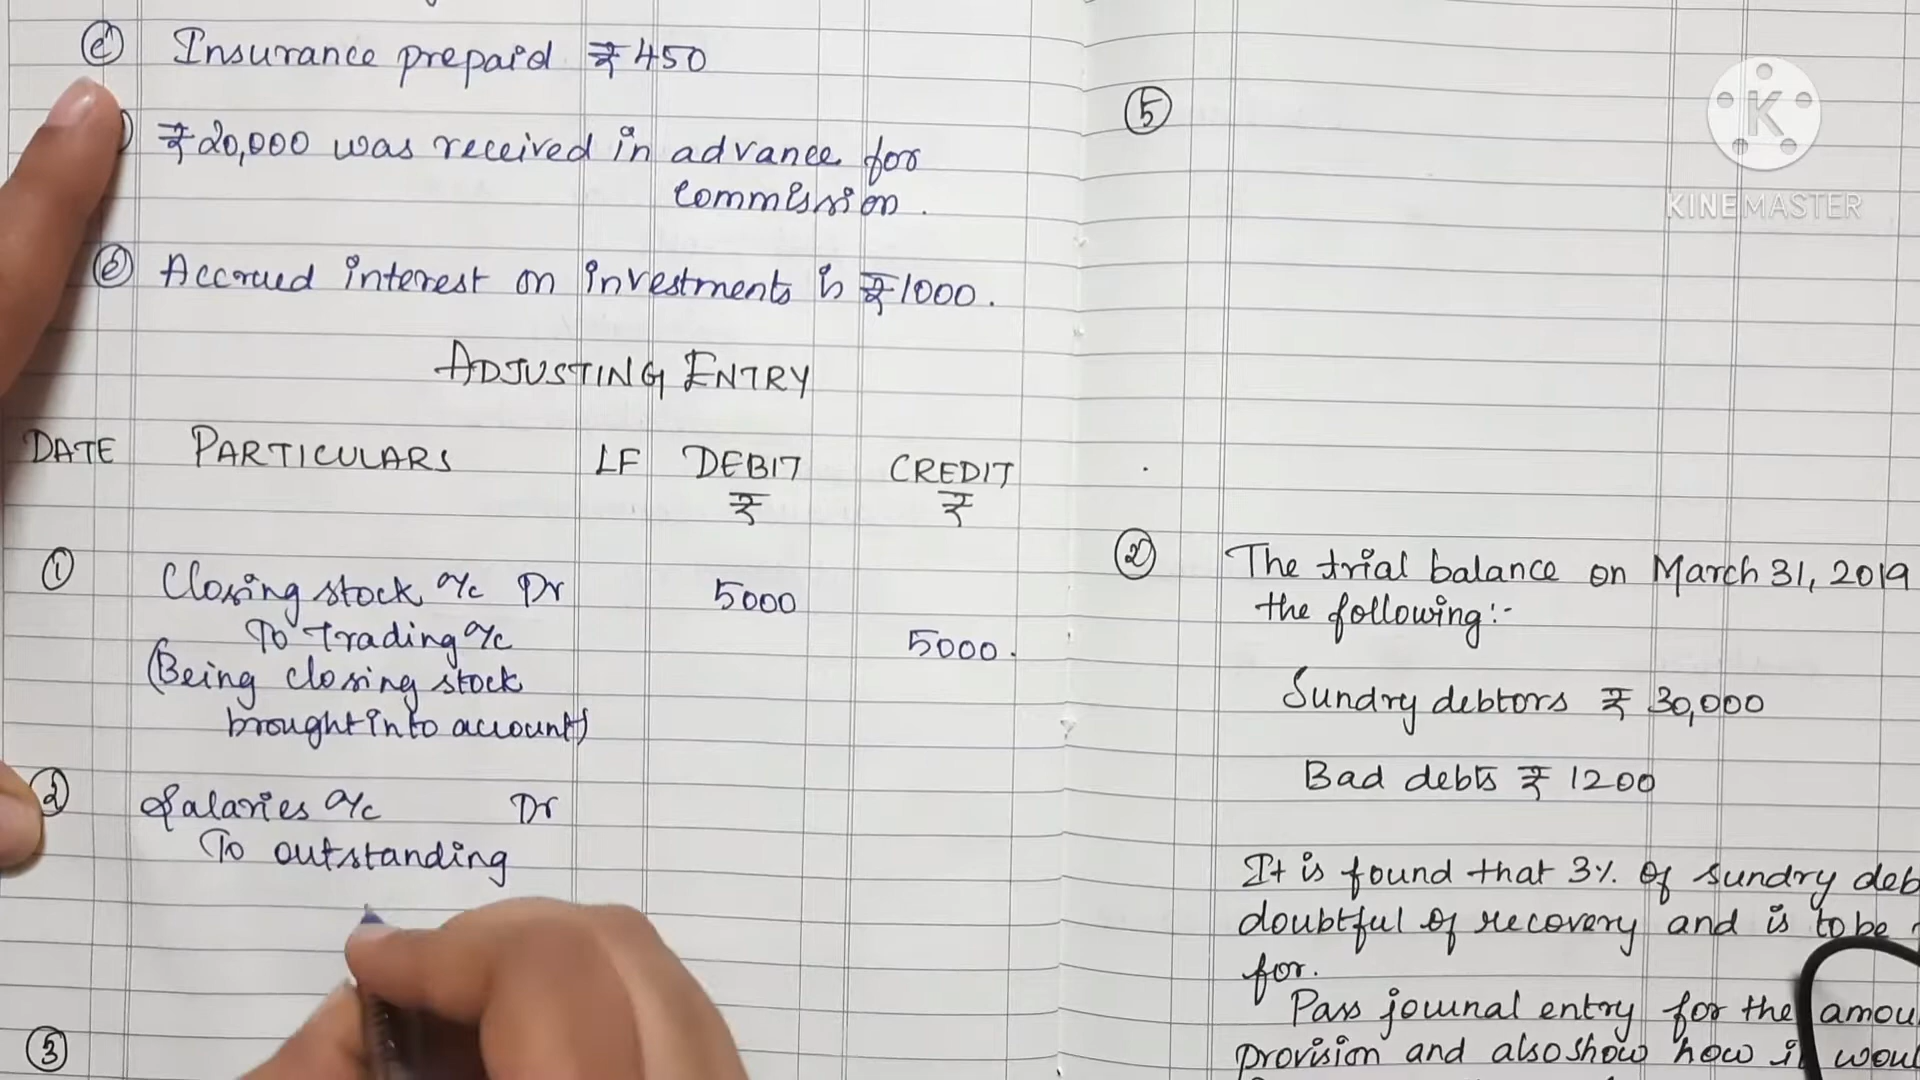 c Insurance prepaid ₹ 450
) ₹ 20,000 was received in advance for
commission.
e Accrued interest on investments is ₹ 1000.
ADJUSTING ENTRY
DATE PARTICULARS LF DEBIT CREDIT
₹ ₹
1 Closing stock a/c Dr 5000
To trading a/c 5000.
(Being closing stock
brought into account)
2 Salaries a/c Dr
To outstanding
3
5
K
KINEMASTER
2 The trial balance on March 31, 2019
the following:-
Sundry debtors ₹ 30,000
Bad debts ₹ 1200
It is found that 3% of sundry deb
doubtful of recovery and is to be
for.
Pass journal entry for the amou
provision and also show how i woul